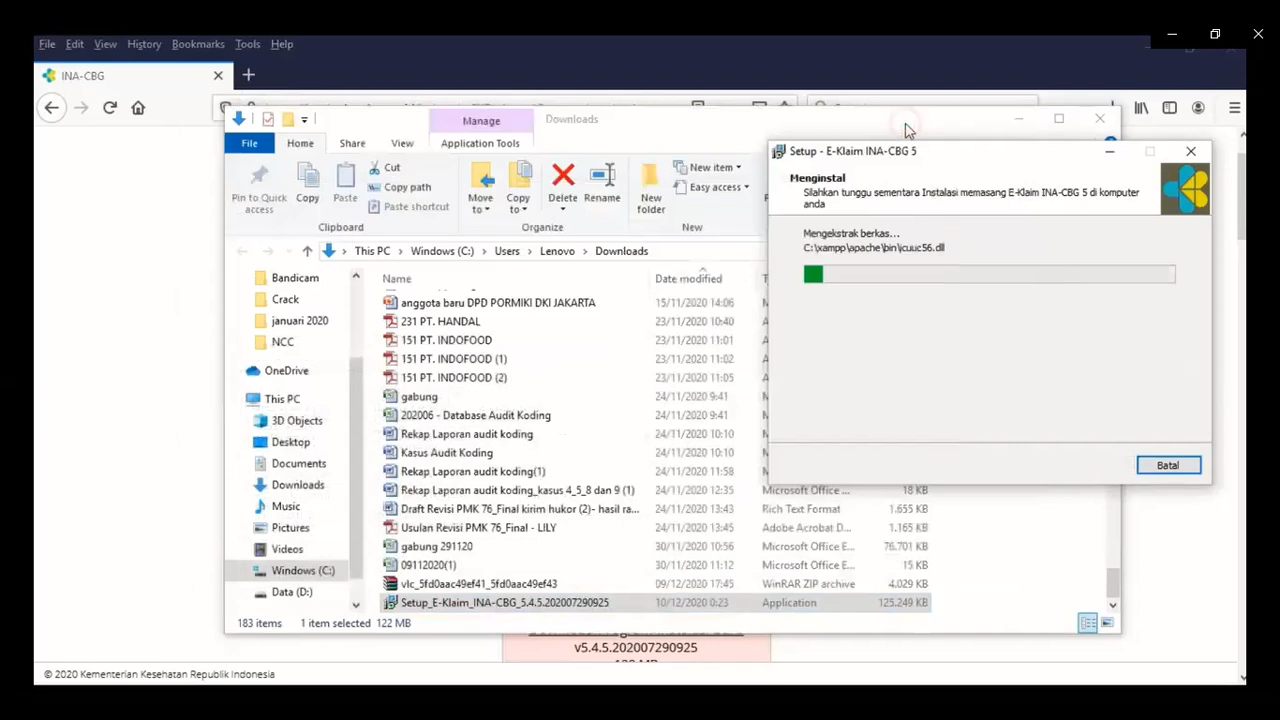 File Edit View History Bookmarks Tools Help
INA-CBG
Manage
Downloads
File Home Share View Application Tools
Pin to Quick access
Copy
Paste
Cut
Copy path
Paste shortcut
Clipboard
Move to
Copy to
Delete
Rename
Organize
New folder
New item
Easy access
New
This PC Windows (C:) Users Lenovo Downloads
Bandicam
Crack
januari 2020
NCC
OneDrive
This PC
3D Objects
Desktop
Documents
Downloads
Music
Pictures
Videos
Windows (C:)
Data (D:)
Name Date modified T
anggota baru DPD PORMIKI DKI JAKARTA 15/11/2020 14:06
231 PT. HANDAL 23/11/2020 10:40
151 PT. INDOFOOD 23/11/2020 11:01
151 PT. INDOFOOD (1) 23/11/2020 11:02
151 PT. INDOFOOD (2) 23/11/2020 11:05
gabung 24/11/2020 9:41
202006 - Database Audit Koding 24/11/2020 9:41
Rekap Laporan audit koding 24/11/2020 10:10
Kasus Audit Koding 24/11/2020 10:10
Rekap Laporan audit koding(1) 24/11/2020 11:58
Rekap Laporan audit koding_kasus 4_5_8 dan 9 (1) 24/11/2020 12:35 Microsoft Office ... 18 KB
Draft Revisi PMK 76_Final kirim hukor (2)- hasil ra... 24/11/2020 13:43 Rich Text Format 1.655 KB
Usulan Revisi PMK 76_Final - LILY 24/11/2020 13:45 Adobe Acrobat D... 1.165 KB
gabung 291120 30/11/2020 10:56 Microsoft Office E... 76.701 KB
09112020(1) 30/11/2020 11:12 Microsoft Office E... 15 KB
vlc_5fd0aac49ef41_5fd0aac49ef43 09/12/2020 17:45 WinRAR ZIP archive 4.029 KB
Setup_E-Klaim_INA-CBG_5.4.5.202007290925 10/12/2020 0:23 Application 125.249 KB
183 items 1 item selected 122 MB
Setup - E-Klaim INA-CBG 5
Menginstal
Silahkan tunggu sementara Instalasi memasang E-Klaim INA-CBG 5 di komputer
anda
Mengekstrak berkas...
C:\xampp\apache\bin\icuuc56.dll
Batal
v5.4.5.202007290925
© 2020 Kementerian Kesehatan Republik Indonesia